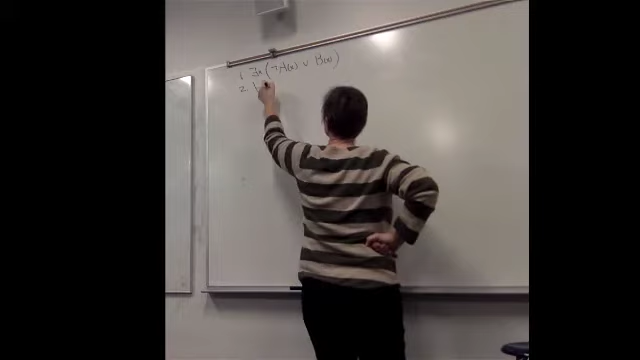 1. ∃x(¬A(x) ∨ B(x))
2.